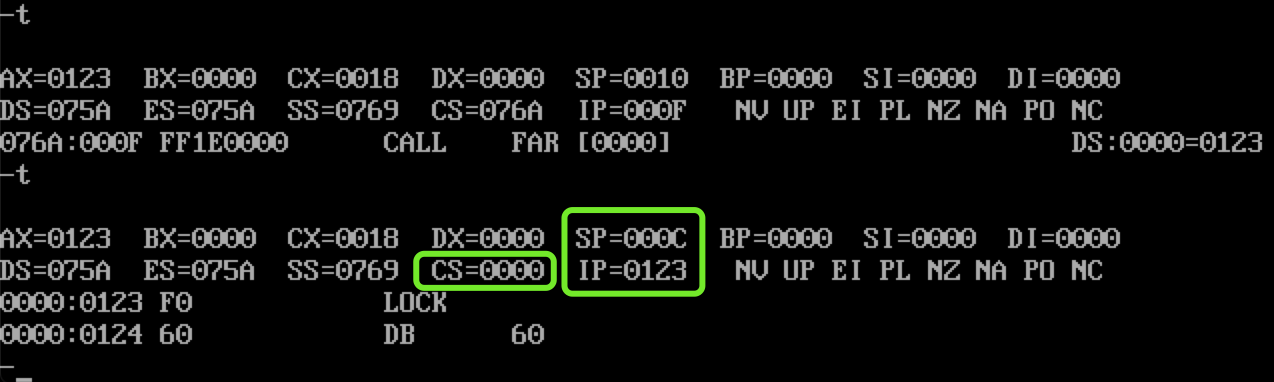 -t
AX=0123 BX=0000 CX=0018 DX=0000 SP=0010 BP=0000 SI=0000 DI=0000
DS=075A ES=075A SS=0769 CS=076A IP=000F NV UP EI PL NZ NA PO NC
076A:000F FF1E0000 CALL FAR [0000] DS:0000=0123
-t
AX=0123 BX=0000 CX=0018 DX=0000 SP=000C BP=0000 SI=0000 DI=0000
DS=075A ES=075A SS=0769 CS=0000 IP=0123 NV UP EI PL NZ NA PO NC
0000:0123 F0 LOCK
0000:0124 60 DB 60
-_